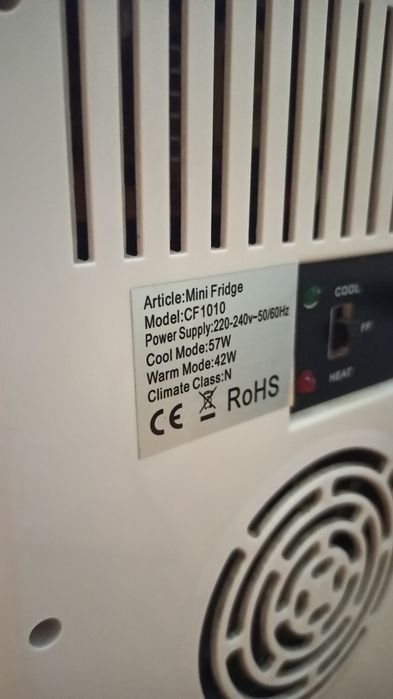 Article:Mini Fridge
Model:CF1010
Power Supply:220-240v~50/60Hz
Cool Mode:57W
Warm Mode:42W
Climate Class:N
CE RoHS
COOL
HEAT